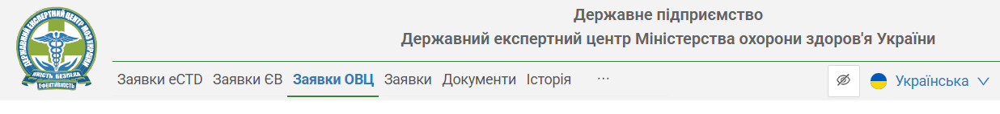 Державне підприємство
Державний експертний центр Міністерства охорони здоров'я України
ДЕРЖАВНИЙ ЕКСПЕРТНИЙ ЦЕНТР МОЗ УКРАЇНИ
ЯКІСТЬ БЕЗПЕКА
ЕФЕКТИВНІСТЬ
Заявки eCTD Заявки ЄВ Заявки ОВЦ Заявки Документи Історія ··· Українська